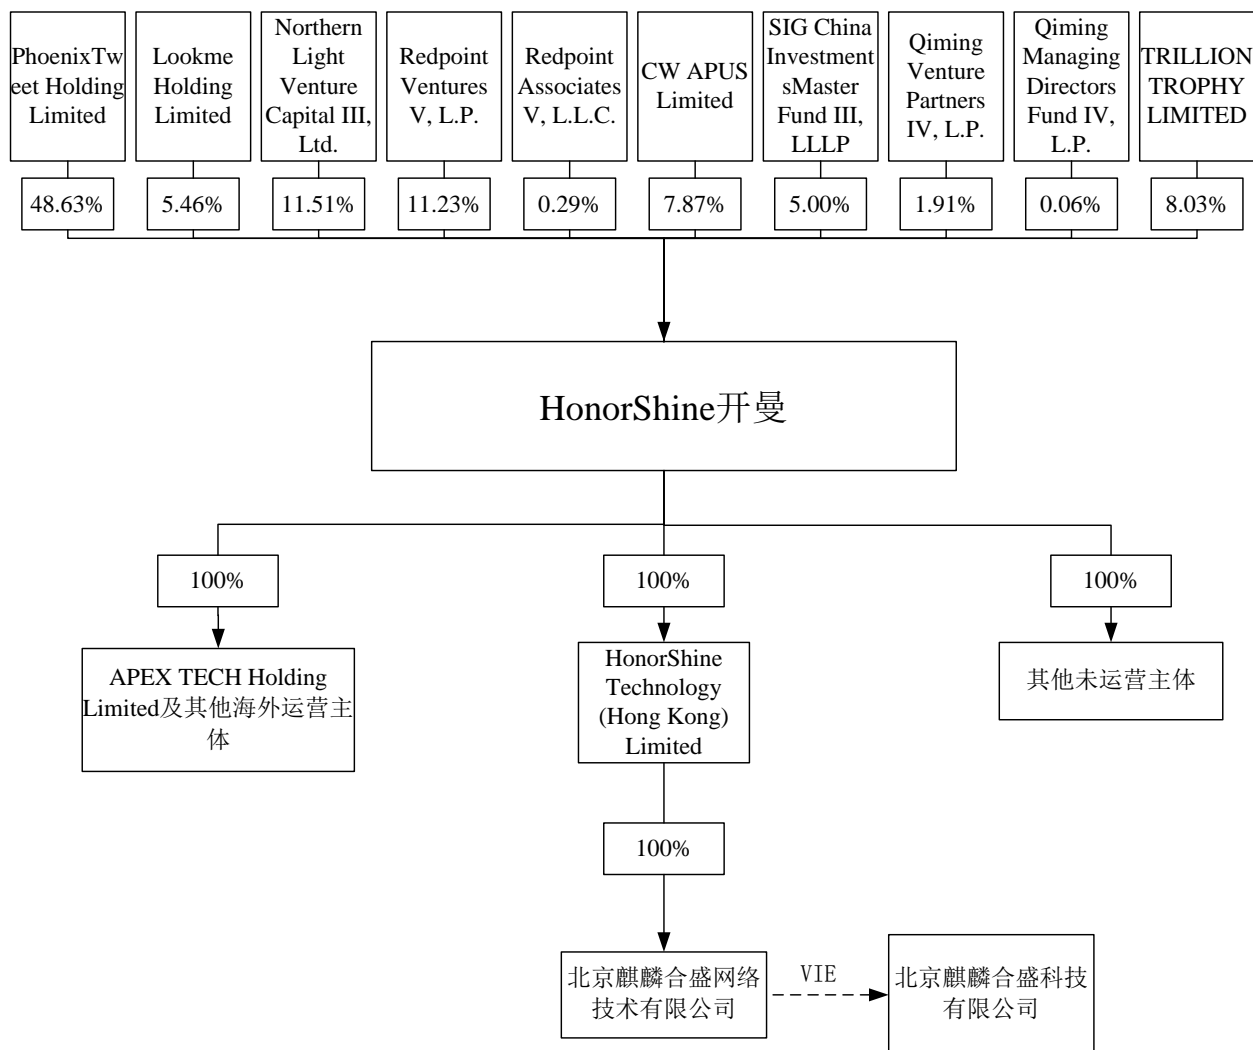 PhoenixTw
eet Holding
Limited
Lookme
Holding
Limited
Northern
Light
Venture
Capital III,
Ltd.
Redpoint
Ventures
V, L.P.
Redpoint
Associates
V, L.L.C.
CW APUS
Limited
SIG China
Investment
sMaster
Fund III,
LLLP
Qiming
Venture
Partners
IV, L.P.
Qiming
Managing
Directors
Fund IV,
L.P.
TRILLION
TROPHY
LIMITED
48.63%
5.46%
11.51%
11.23%
0.29%
7.87%
5.00%
1.91%
0.06%
8.03%
HonorShine开曼
100%
100%
100%
APEX TECH Holding
Limited及其他海外运营主
体
HonorShine
Technology
(Hong Kong)
Limited
其他未运营主体
100%
北京麒麟合盛网络
技术有限公司
VIE
北京麒麟合盛科技
有限公司